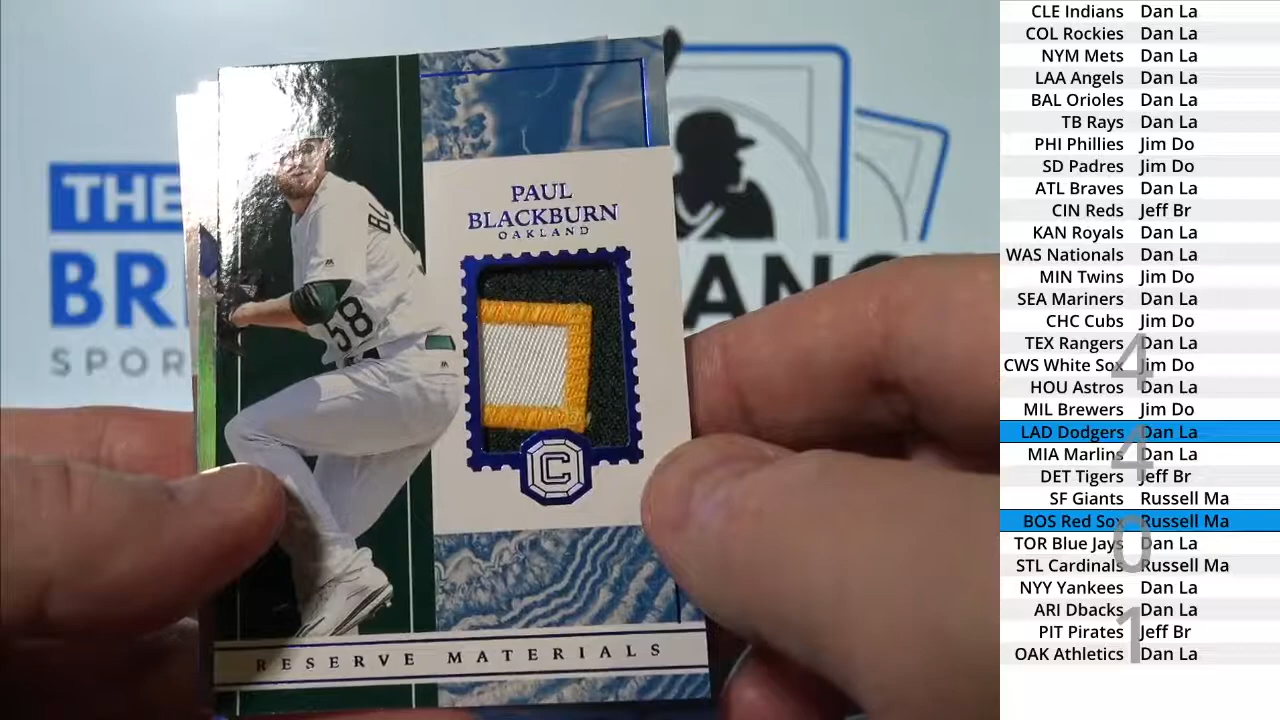 THE
BR
SPOR
ANC
PAUL
BLACKBURN
OAKLAND
58
C
RESERVE MATERIALS
CLE Indians Dan La
COL Rockies Dan La
NYM Mets Dan La
LAA Angels Dan La
BAL Orioles Dan La
TB Rays Dan La
PHI Phillies Jim Do
SD Padres Jim Do
ATL Braves Dan La
CIN Reds Jeff Br
KAN Royals Dan La
WAS Nationals Dan La
MIN Twins Jim Do
SEA Mariners Dan La
CHC Cubs Jim Do
TEX Rangers Dan La
CWS White Sox Jim Do
HOU Astros Dan La
MIL Brewers Jim Do
LAD Dodgers Dan La
MIA Marlins Dan La
DET Tigers Jeff Br
SF Giants Russell Ma
BOS Red Sox Russell Ma
TOR Blue Jays Dan La
STL Cardinals Russell Ma
NYY Yankees Dan La
ARI Dbacks Dan La
PIT Pirates Jeff Br
OAK Athletics Dan La
4
4
0
1